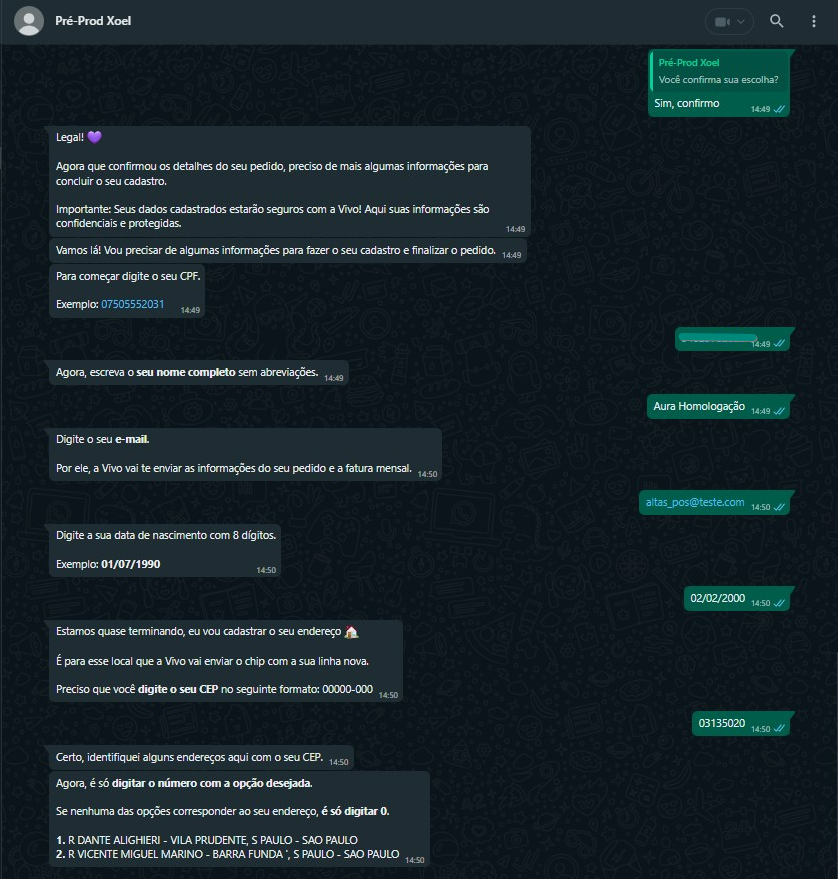 Pré-Prod Xoel
Pré-Prod Xoel
Você confirma sua escolha?
Sim, confirmo
14:49
Legal! 💜
Agora que confirmou os detalhes do seu pedido, preciso de mais algumas informações para
concluir o seu cadastro.
Importante: Seus dados cadastrados estarão seguros com a Vivo! Aqui suas informações são
confidenciais e protegidas.
14:49
Vamos lá! Vou precisar de algumas informações para fazer o seu cadastro e finalizar o pedido.
14:49
Para começar digite o seu CPF.
Exemplo: 07505552031
14:49
14:49
Agora, escreva o seu nome completo sem abreviações.
14:49
Aura Homologação
14:49
Digite o seu e-mail.
Por ele, a Vivo vai te enviar as informações do seu pedido e a fatura mensal.
14:50
altas_pos@teste.com
14:50
Digite a sua data de nascimento com 8 dígitos.
Exemplo: 01/07/1990
14:50
02/02/2000
14:50
Estamos quase terminando, eu vou cadastrar o seu endereço 🏠
É para esse local que a Vivo vai enviar o chip com a sua linha nova.
Preciso que você digite o seu CEP no seguinte formato: 00000-000
14:50
03135020
14:50
Certo, identifiquei alguns endereços aqui com o seu CEP.
14:50
Agora, é só digitar o número com a opção desejada.
Se nenhuma das opções corresponder ao seu endereço, é só digitar 0.
1. R DANTE ALIGHIERI - VILA PRUDENTE, S PAULO - SAO PAULO
2. R VICENTE MIGUEL MARINO - BARRA FUNDA ', S PAULO - SAO PAULO
14:50